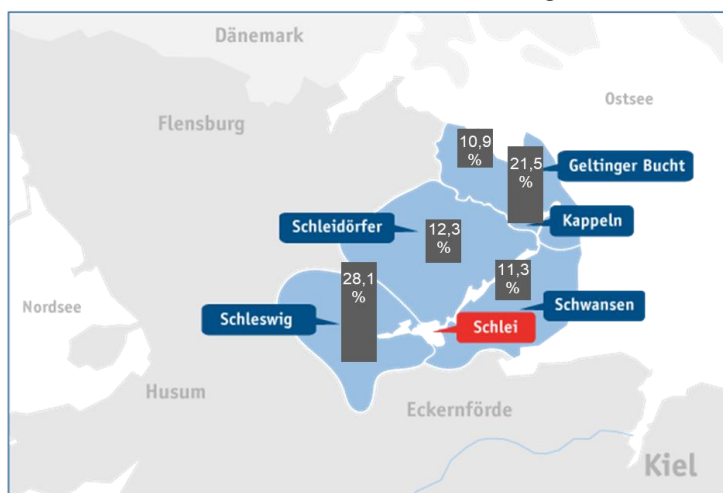 Dänemark
Ostsee
Flensburg
10,9
%
21,5
%
Geltinger Bucht
Kappeln
Schleidörfer
12,3
%
11,3
%
28,1
%
Schwansen
Nordsee
Schleswig
Schlei
Husum
Eckernförde
Kiel